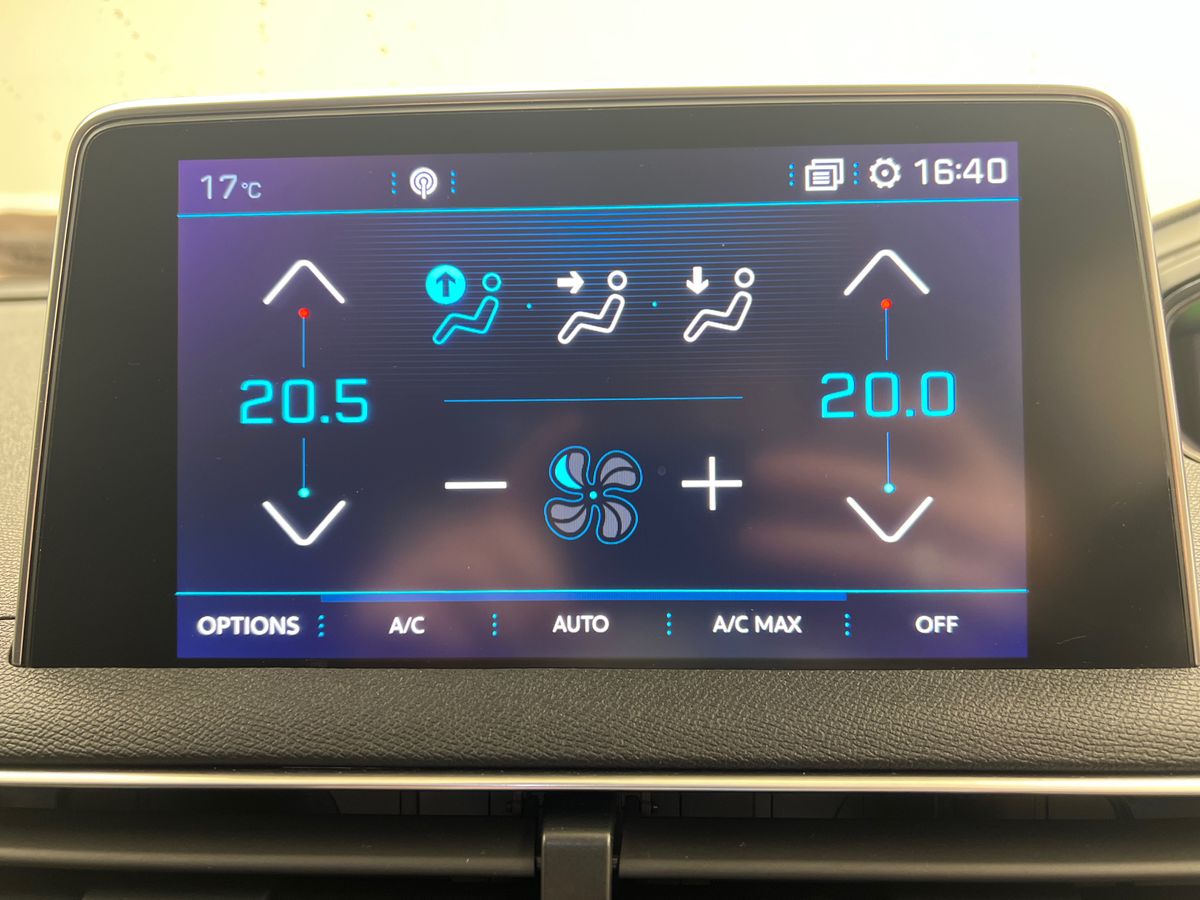 17°C
16:40
20.5
20.0
OPTIONS
A/C
AUTO
A/C MAX
OFF